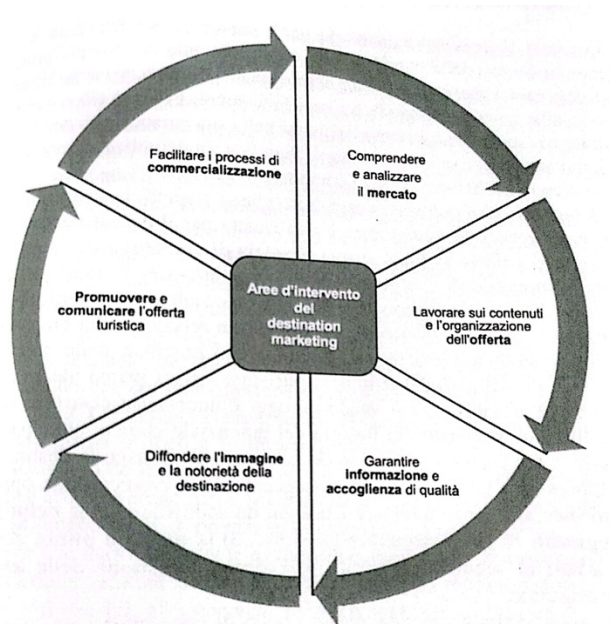 Facilitare i processi di
commercializzazione
Comprendere
e analizzare
il mercato
Promuovere e
comunicare l'offerta
turistica
Aree d'intervento
del
destination
marketing
Lavorare sui contenuti
e l'organizzazione
dell'offerta
Diffondere l'immagine
e la notorietà della
destinazione
Garantire
informazione e
accoglienza di qualità